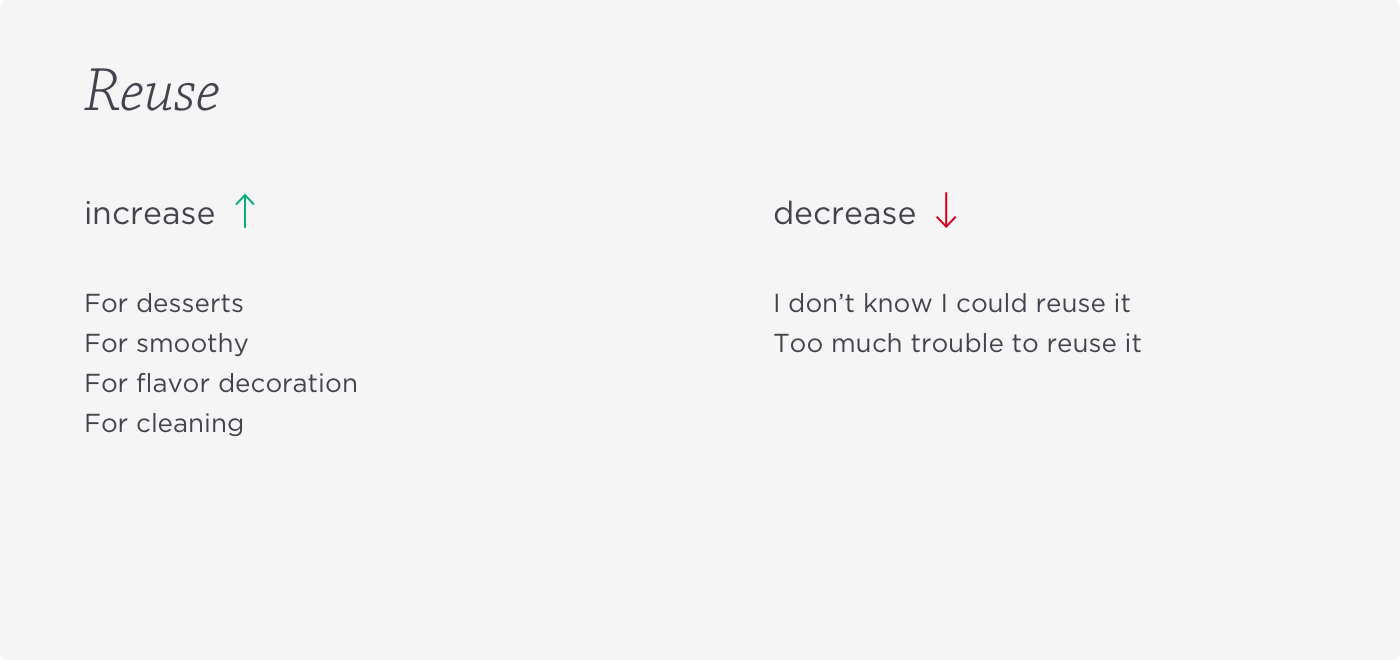 Reuse
increase ↑
For desserts
For smoothy
For flavor decoration
For cleaning
decrease ↓
I don’t know I could reuse it
Too much trouble to reuse it